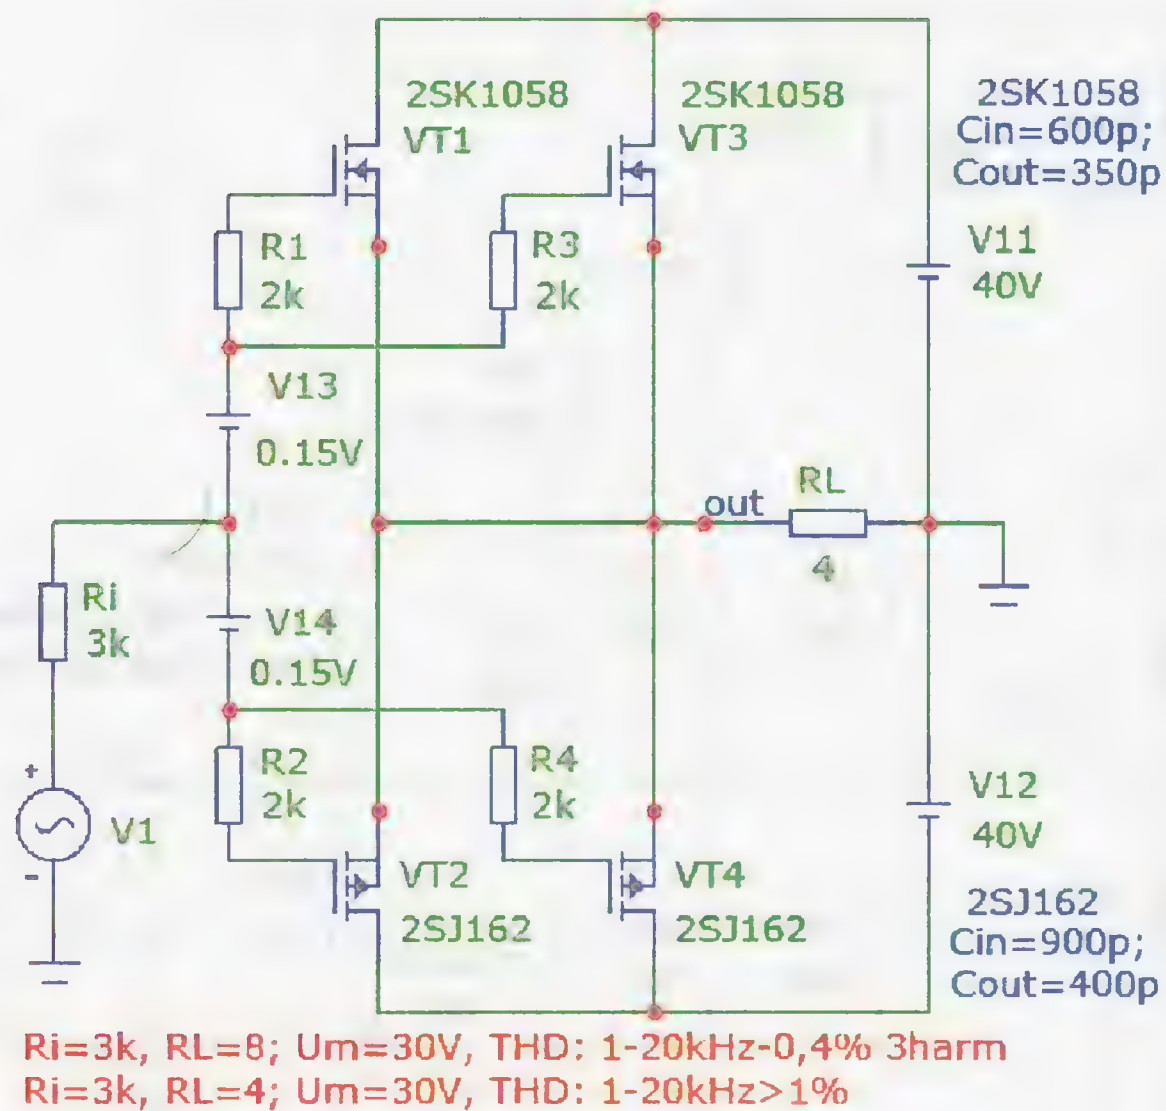 2SK1058
VT1
2SK1058
VT3
2SK1058
Cin=600p;
Cout=350p
R1
2k
R3
2k
V11
40V
V13
0.15V
out
RL
4
Ri
3k
V14
0.15V
R2
2k
R4
2k
V12
40V
+
V1
-
VT2
2SJ162
VT4
2SJ162
2SJ162
Cin=900p;
Cout=400p
Ri=3k, RL=8; Um=30V, THD: 1-20kHz-0,4% 3harm
Ri=3k, RL=4; Um=30V, THD: 1-20kHz>1%